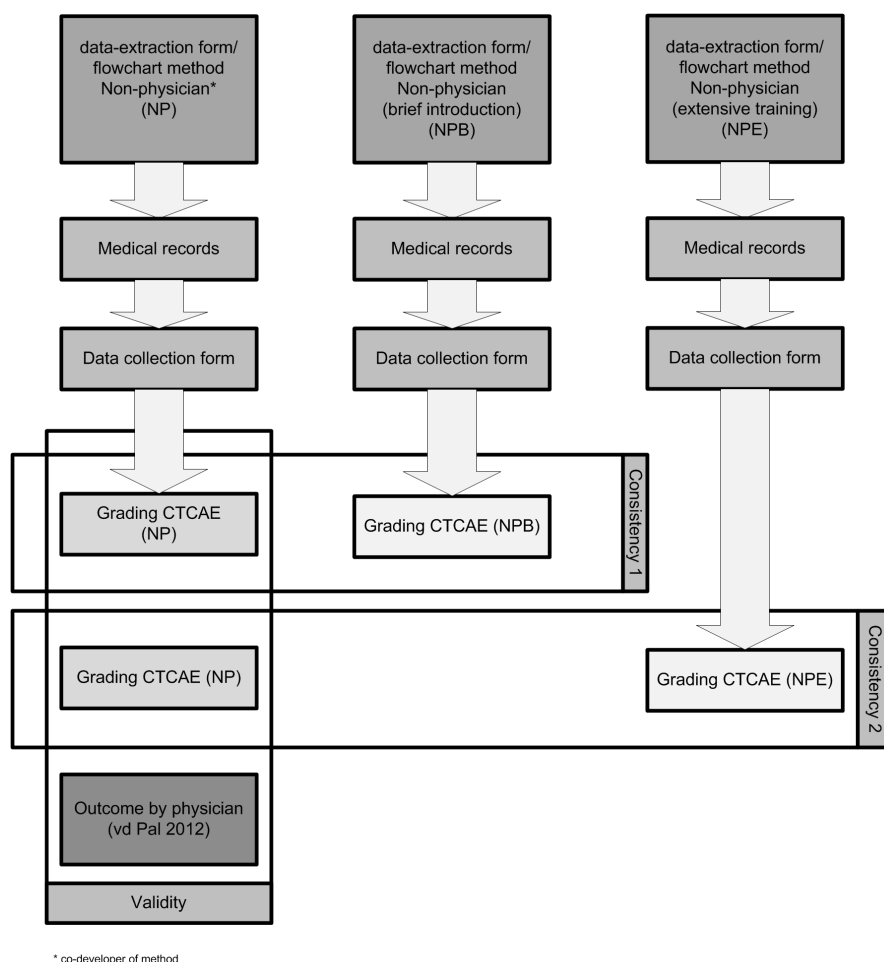 data-extraction form/
flowchart method
Non-physician*
(NP)
data-extraction form/
flowchart method
Non-physician
(brief introduction)
(NPB)
data-extraction form/
flowchart method
Non-physician
(extensive training)
(NPE)
Medical records
Medical records
Medical records
Data collection form
Data collection form
Data collection form
Grading CTCAE
(NP)
Grading CTCAE (NPB)
Consistency 1
Grading CTCAE (NP)
Grading CTCAE (NPE)
Consistency 2
Outcome by physician
(vd Pal 2012)
Validity
* co-developer of method